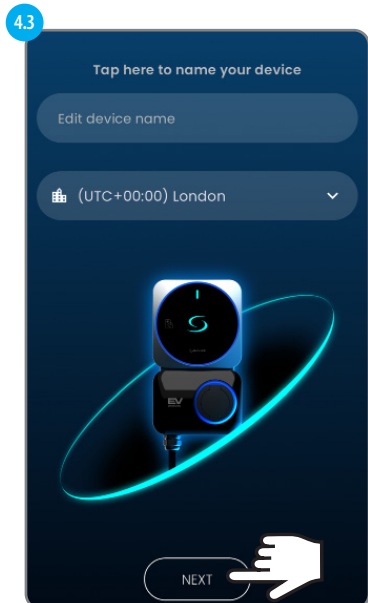 4.3
Tap here to name your device
Edit device name
(UTC+00:00) London
EV
NEXT